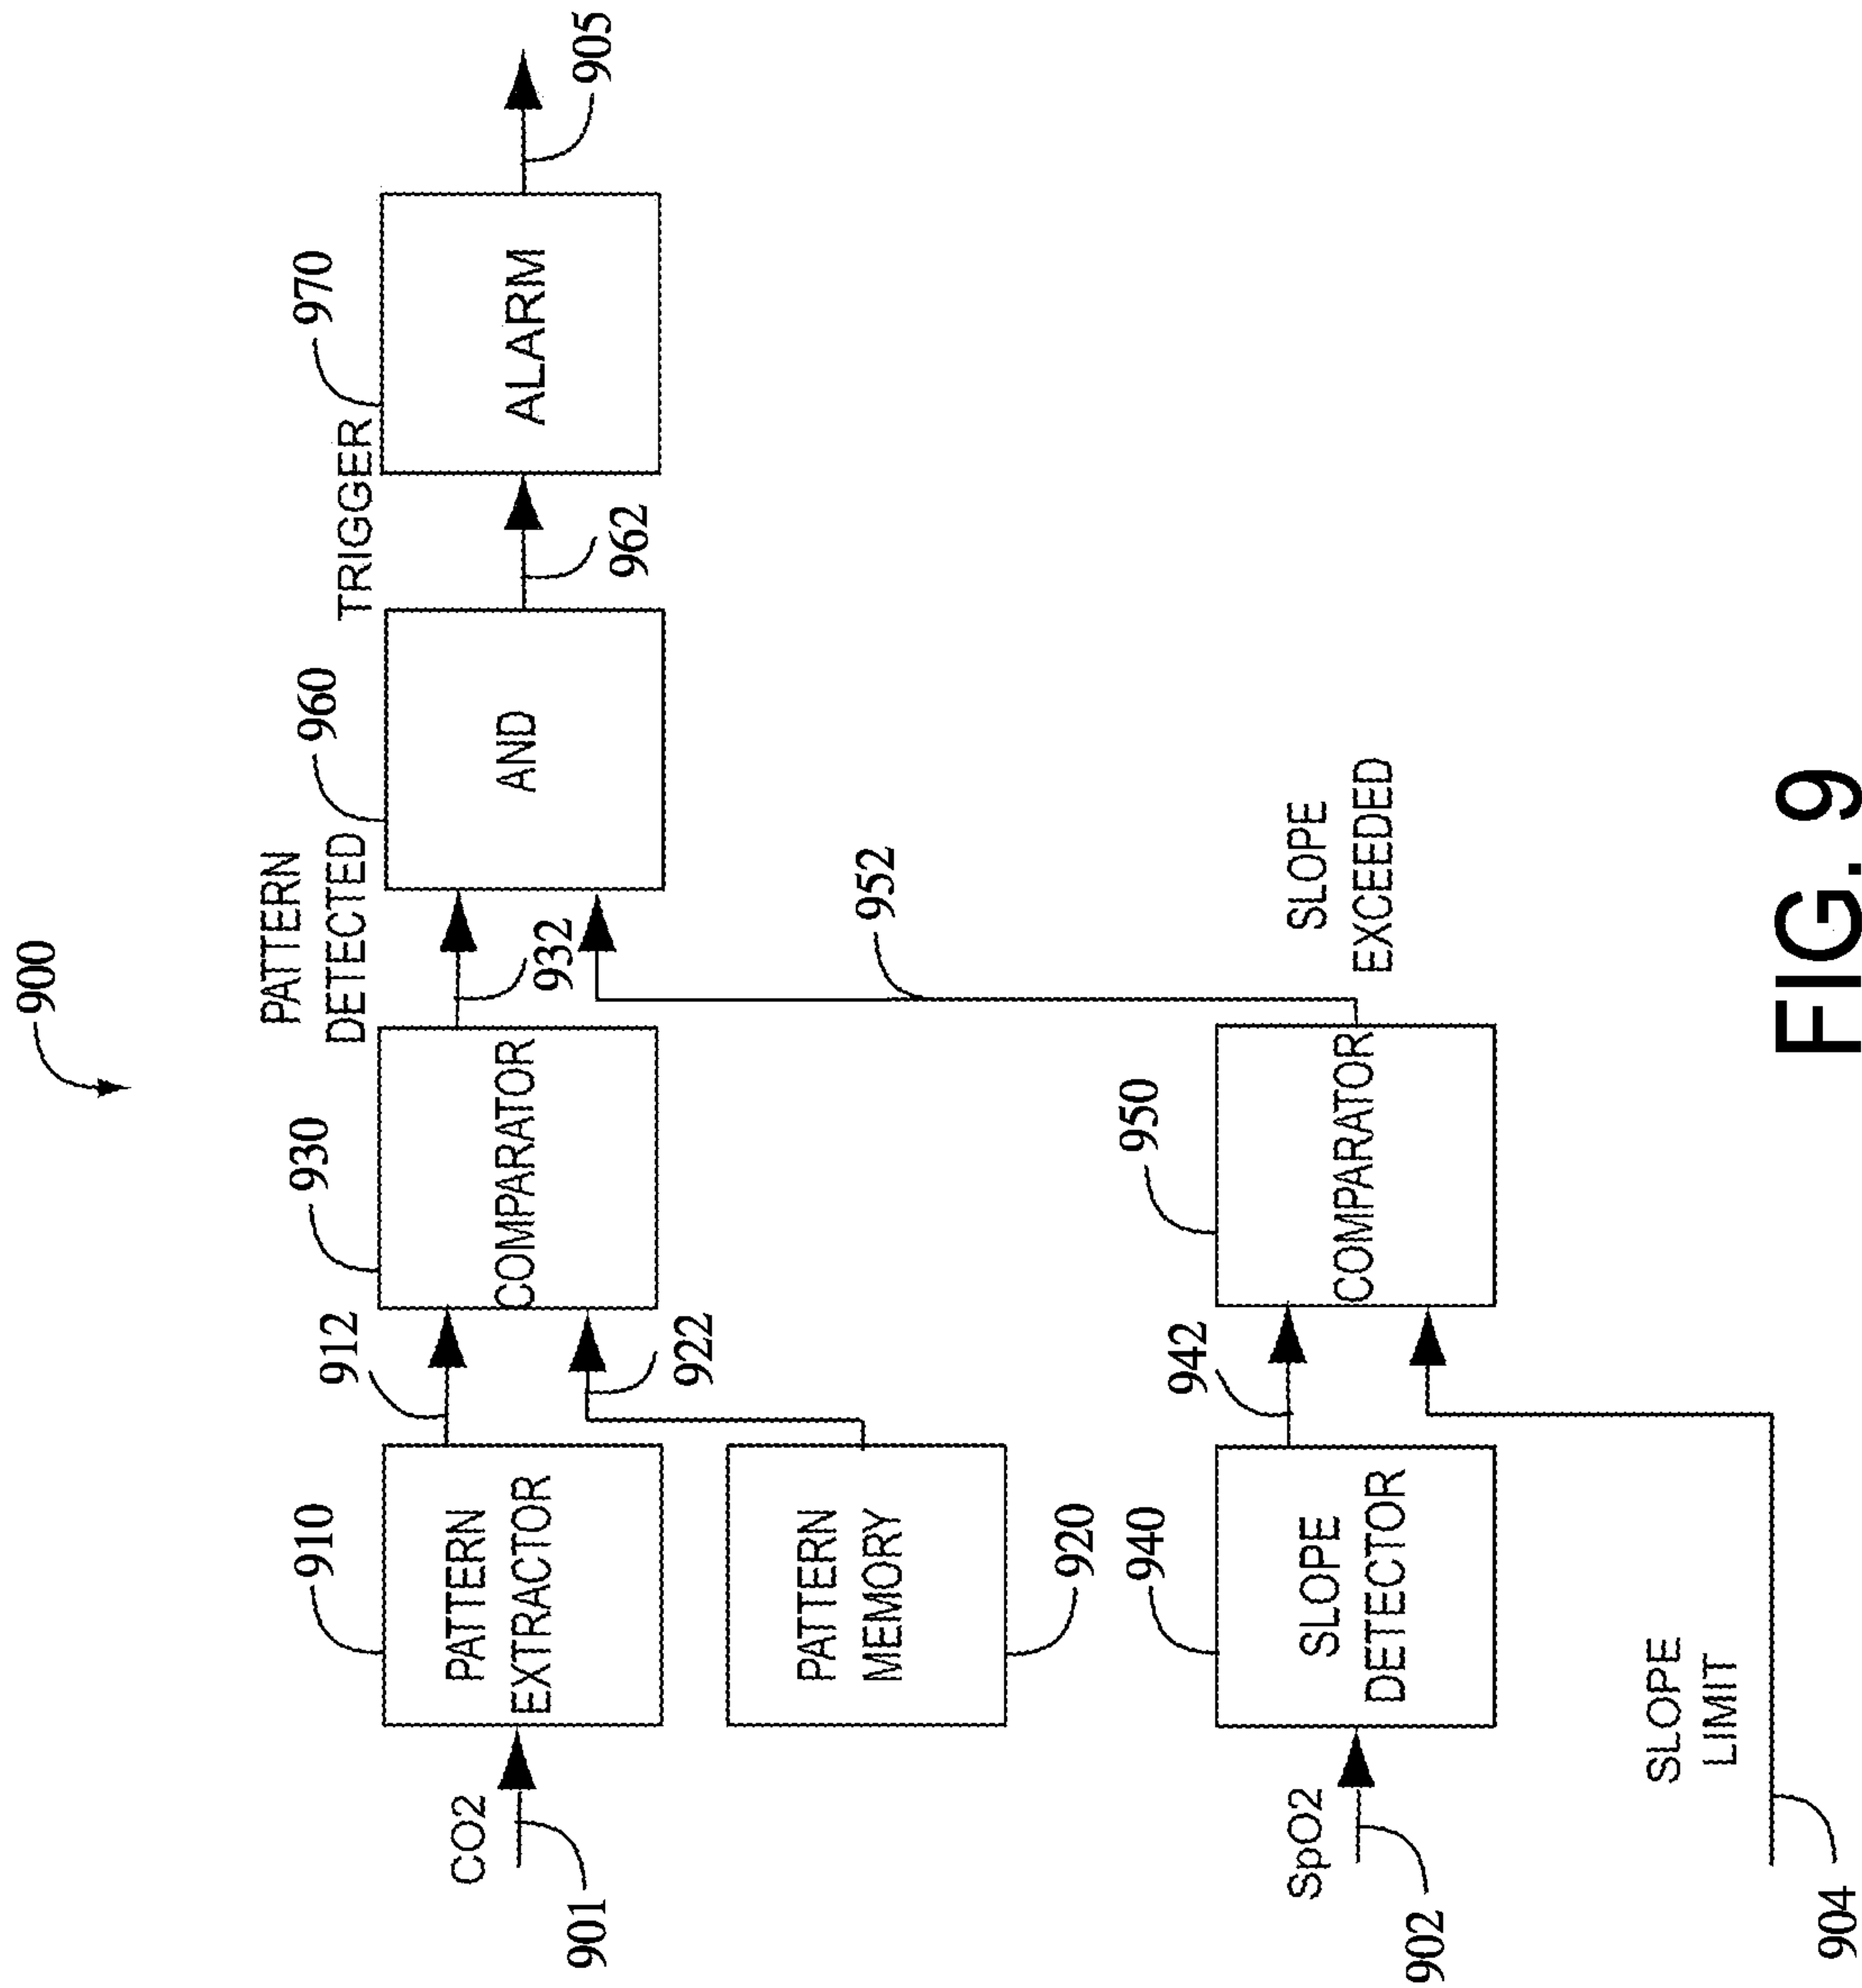 900
PATTERN
DETECTED
TRIGGER
910
912
930
960
970
CO2
PATTERN
EXTRACTOR
COMPARATOR
AND
ALARM
901
922
932
962
905
PATTERN
MEMORY
920
952
940
942
950
SpO2
SLOPE
DETECTOR
COMPARATOR
SLOPE
EXCEEDED
902
SLOPE
LIMIT
904
FIG. 9